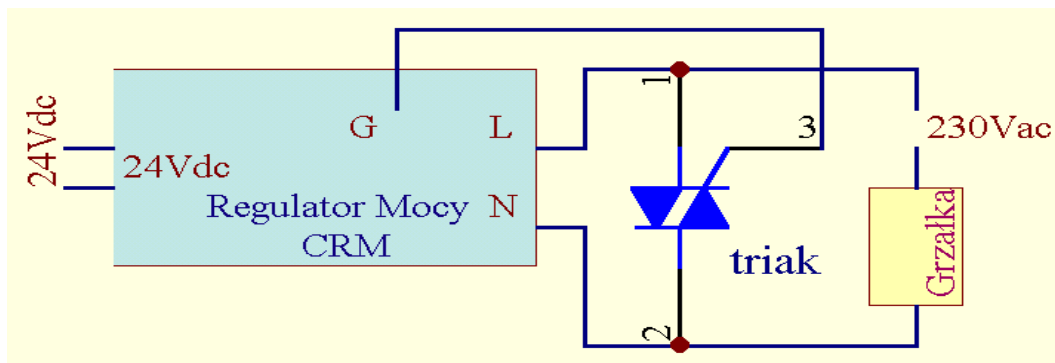 24Vdc
24Vdc
G
L
Regulator Mocy
CRM
N
1
3
2
triak
230Vac
Grzałka